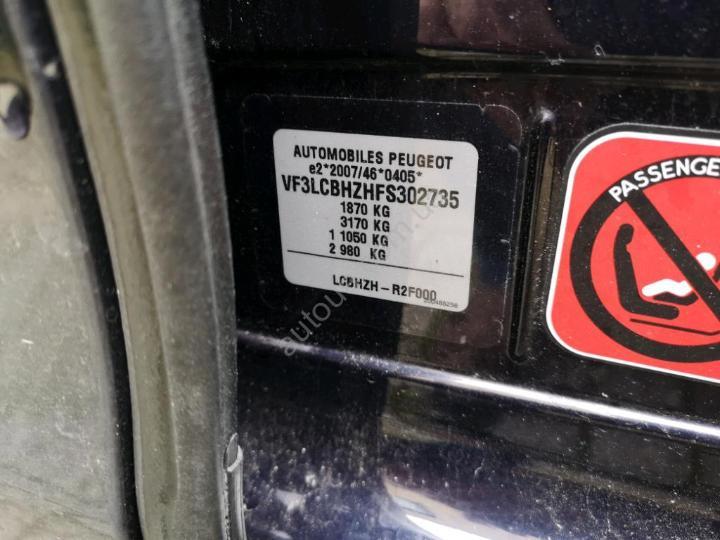 AUTOMOBILES PEUGEOT
e2*2007/46*0405*
VF3LCBHZHFS302735
1870 KG
3170 KG
1 1050 KG
2 980 KG
LCBHZH-R2F000
PASSENGE